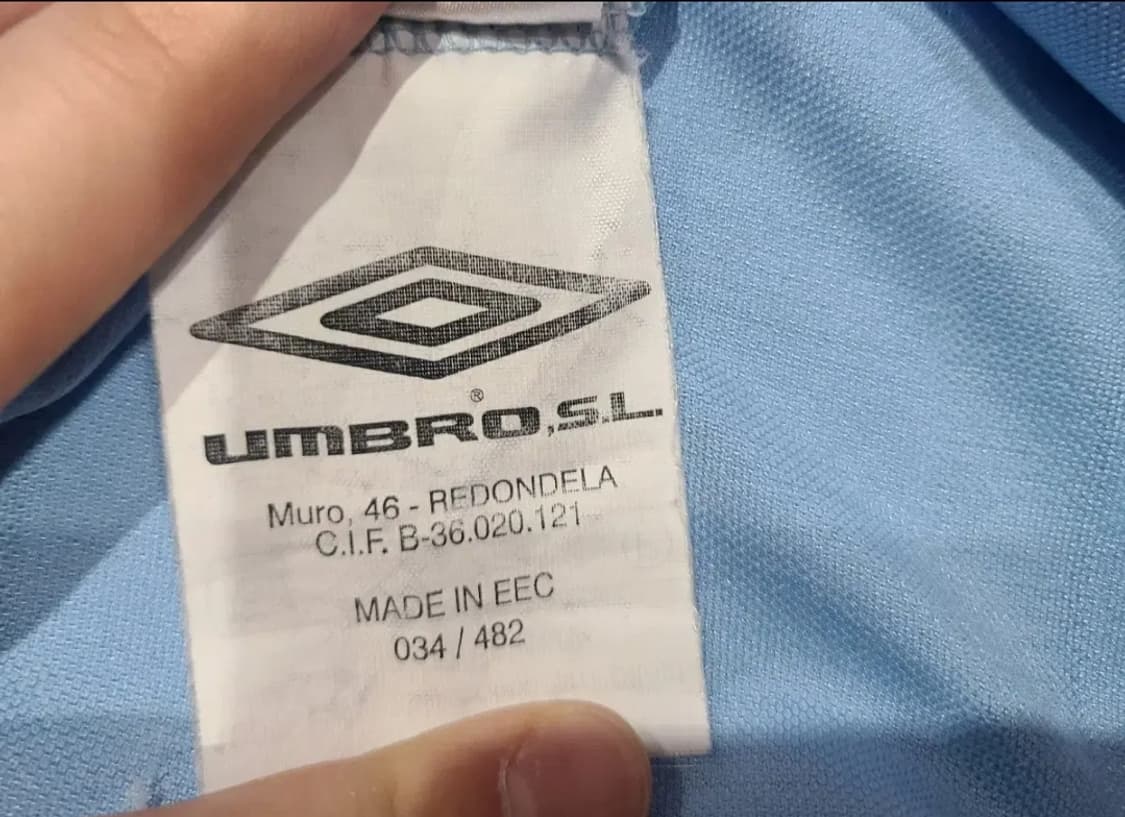 ®
UMBRO,S.L.
Muro, 46 - REDONDELA
C.I.F. B-36.020.121
MADE IN EEC
034 / 482